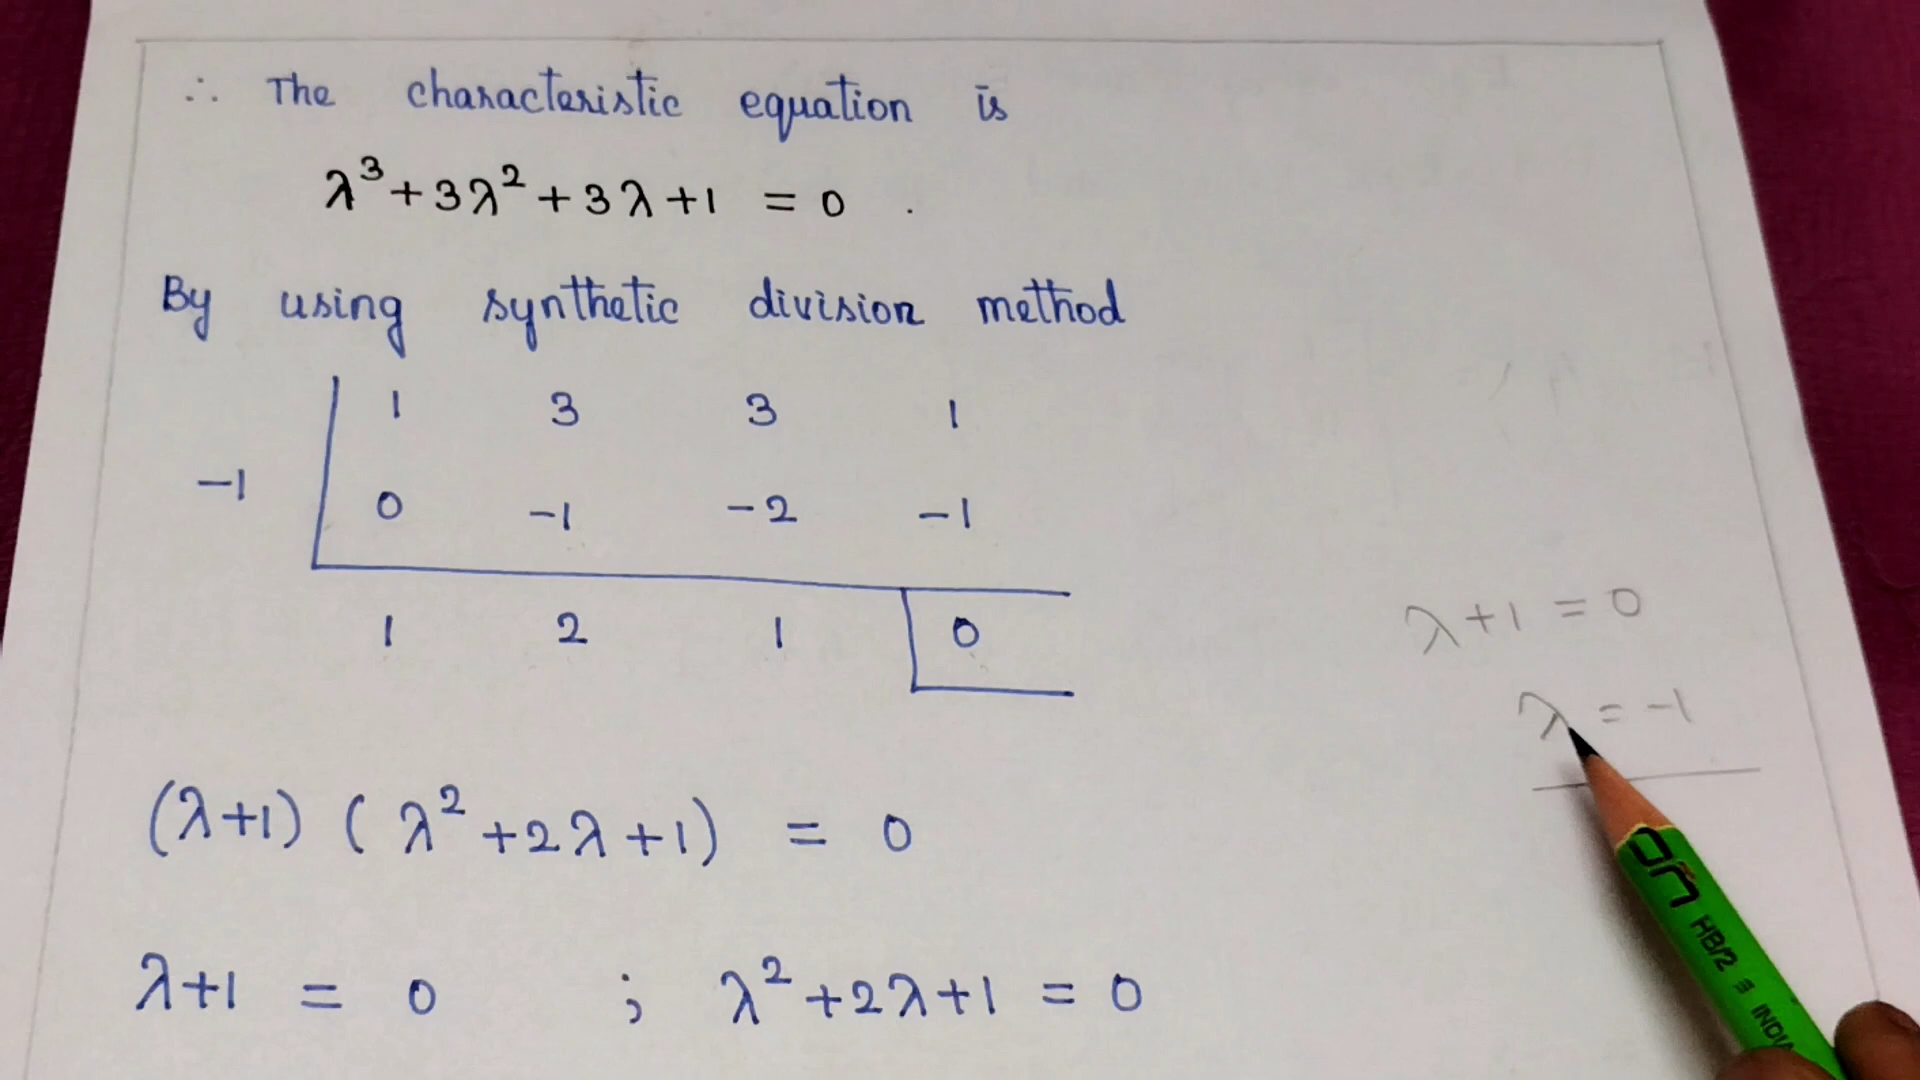 ∴ The characteristic equation is
λ³+3λ²+3λ+1 = 0 .
By using synthetic division method
1 3 3 1
-1
0 -1 -2 -1
1 2 1 0
λ+1 = 0
λ = -1
(λ+1) ( λ²+2λ+1) = 0
λ+1 = 0 ; λ²+2λ+1 = 0
HB/2 INDIA